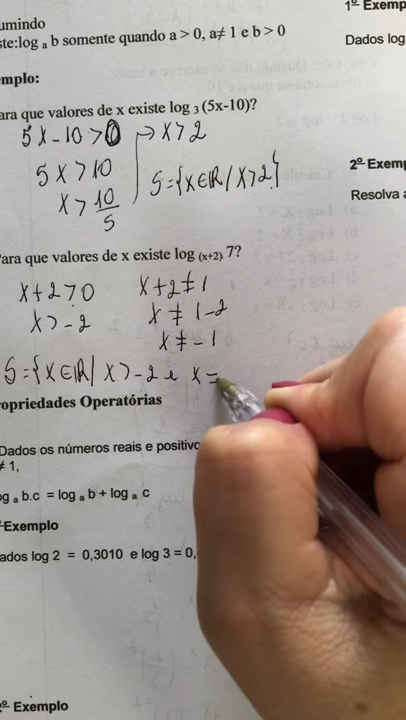 umindo
ste:log a b somente quando a > 0, a≠ 1 e b > 0
mplo:
ara que valores de x existe log 3 (5x-10)?
5x-10>0 → x>2
5x>10
x>10/5
S={x∈R/x>2}
Para que valores de x existe log (x+2) 7?
x+2>0 x+2≠1
x>-2 x≠1-2
x≠-1
S={x∈R/ x>-2 e x=
ropriedades Operatórias
Dados os números reais e positivo
≠ 1,
og a b.c = log a b + log a c
Exemplo
ados log 2 = 0,3010 e log 3 = 0,
º Exemplo
1º Exemp
Dados log
2º Exemp
Resolva a